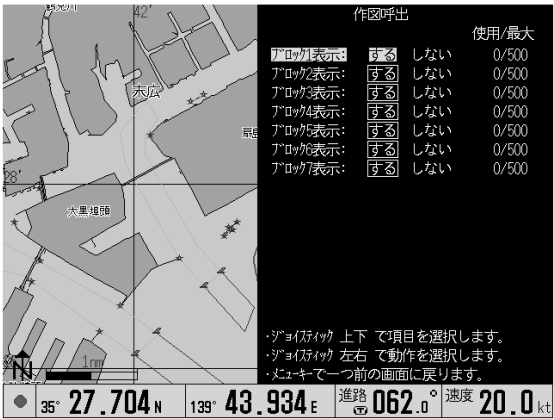 鶴見川
42'
末広
扇島
28'
大黒埠頭
N
1nm
作図呼出
使用/最大
ﾌﾞﾛｯｸ1表示: する しない 0/500
ﾌﾞﾛｯｸ2表示: する しない 0/500
ﾌﾞﾛｯｸ3表示: する しない 0/500
ﾌﾞﾛｯｸ4表示: する しない 0/500
ﾌﾞﾛｯｸ5表示: する しない 0/500
ﾌﾞﾛｯｸ6表示: する しない 0/500
ﾌﾞﾛｯｸ7表示: する しない 0/500
･ｼﾞｮｲｽﾃｨｯｸ 上下 で項目を選択します。
･ｼﾞｮｲｽﾃｨｯｸ 左右 で動作を選択します。
･ﾒﾆｭｰｷｰで一つ前の画面に戻ります。
35° 27.704 N 139° 43.934 E 進路 T 062.0° 速度 20.0 kt